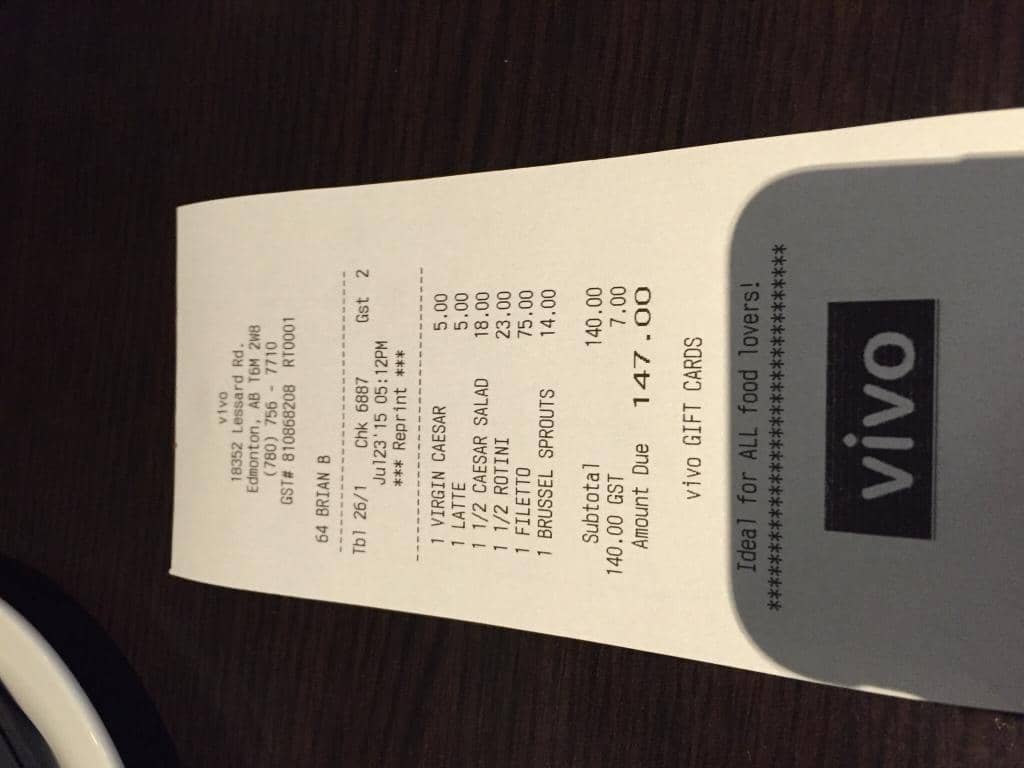 vivo
18352 Lessard Rd.
Edmonton, AB T6M 2W8
(780) 756 - 7710
GST# 810868208 RT0001
64 BRIAN B
Tbl 26/1 Chk 6887 Gst 2
Jul23'15 05:12PM
*** Reprint ***
1 VIRGIN CAESAR 5.00
1 LATTE 5.00
1 1/2 CAESAR SALAD 18.00
1 1/2 ROTINI 23.00
1 FILETTO 75.00
1 BRUSSEL SPROUTS 14.00
Subtotal 140.00
140.00 GST 7.00
Amount Due 147.00
vivo GIFT CARDS
Ideal for ALL food lovers!
****************************************
vivo